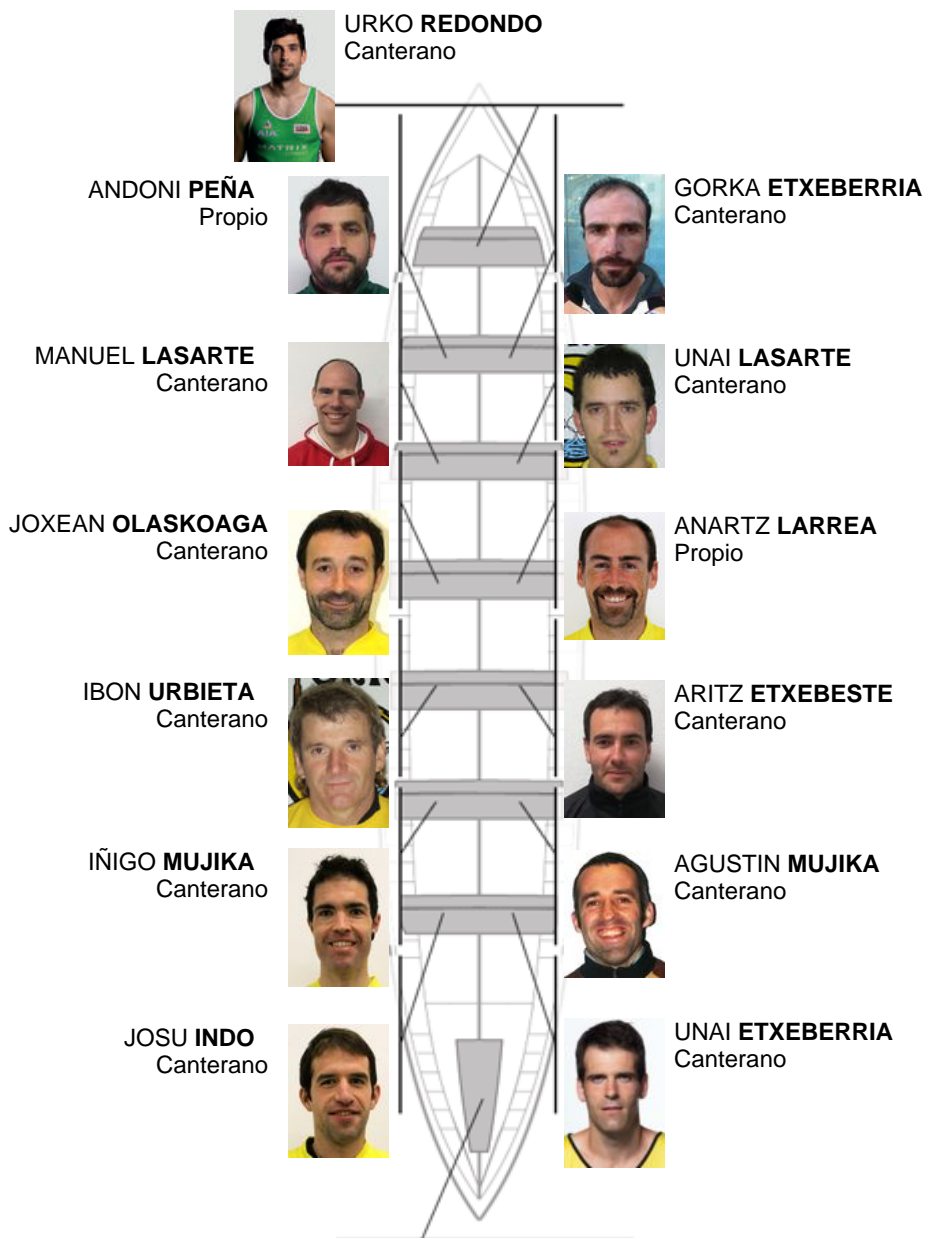 URKO REDONDO
Canterano
ANDONI PEÑA
Propio
GORKA ETXEBERRIA
Canterano
MANUEL LASARTE
Canterano
UNAI LASARTE
Canterano
JOXEAN OLASKOAGA
Canterano
ANARTZ LARREA
Propio
IBON URBIETA
Canterano
ARITZ ETXEBESTE
Canterano
IÑIGO MUJIKA
Canterano
AGUSTIN MUJIKA
Canterano
JOSU INDO
Canterano
UNAI ETXEBERRIA
Canterano